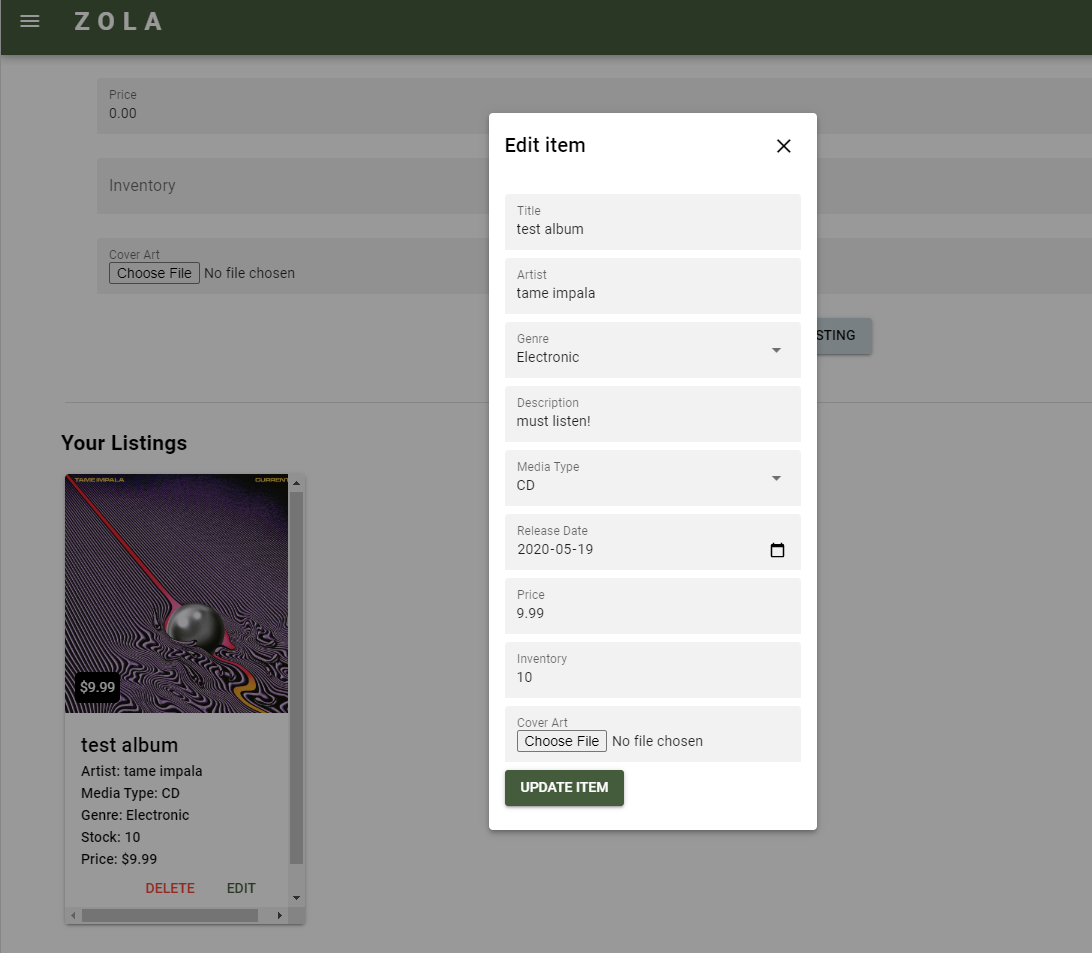 ZOLA
Price
0.00
Inventory
Cover Art
Choose File No file chosen
STING
Your Listings
TAME IMPALA
CURRENT
$9.99
test album
Artist: tame impala
Media Type: CD
Genre: Electronic
Stock: 10
Price: $9.99
DELETE EDIT
Edit item
Title
test album
Artist
tame impala
Genre
Electronic
Description
must listen!
Media Type
CD
Release Date
2020-05-19
Price
9.99
Inventory
10
Cover Art
Choose File No file chosen
UPDATE ITEM